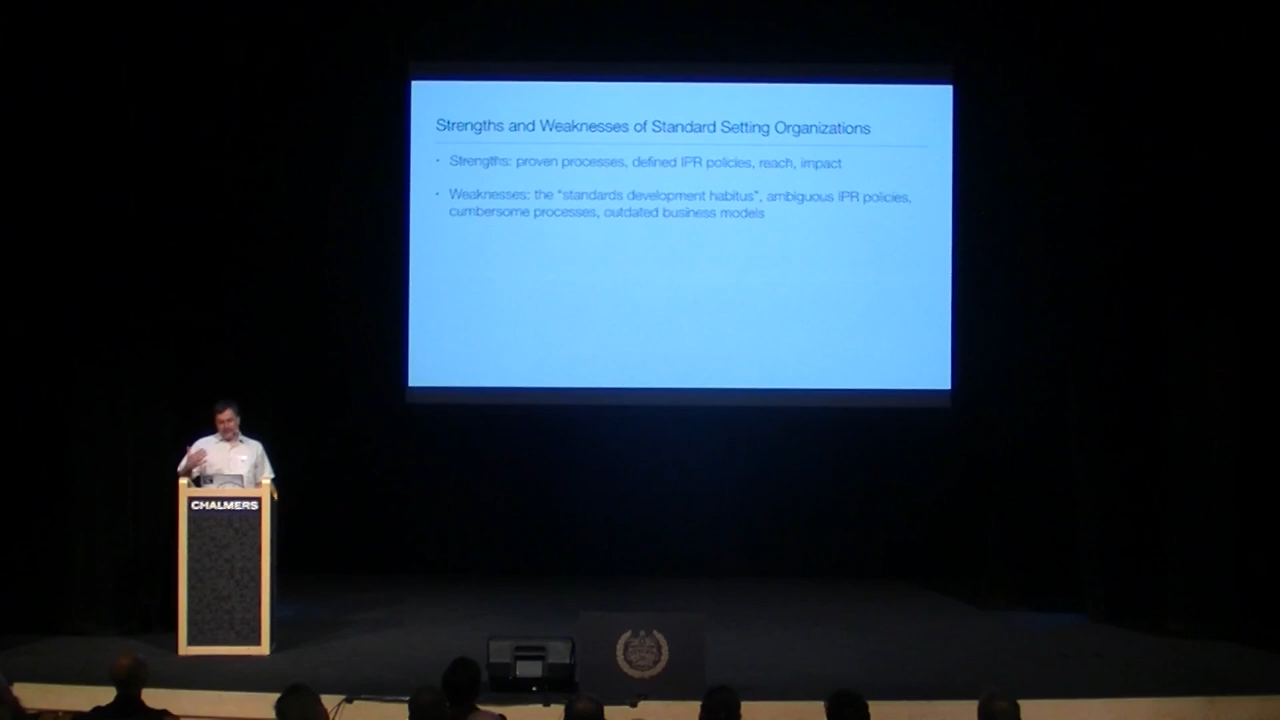 Strengths and Weaknesses of Standard Setting Organizations
· Strengths: proven processes, defined IPR policies, reach, impact
· Weaknesses: the "standards development habitus", ambiguous IPR policies,
cumbersome processes, outdated business models
CHALMERS